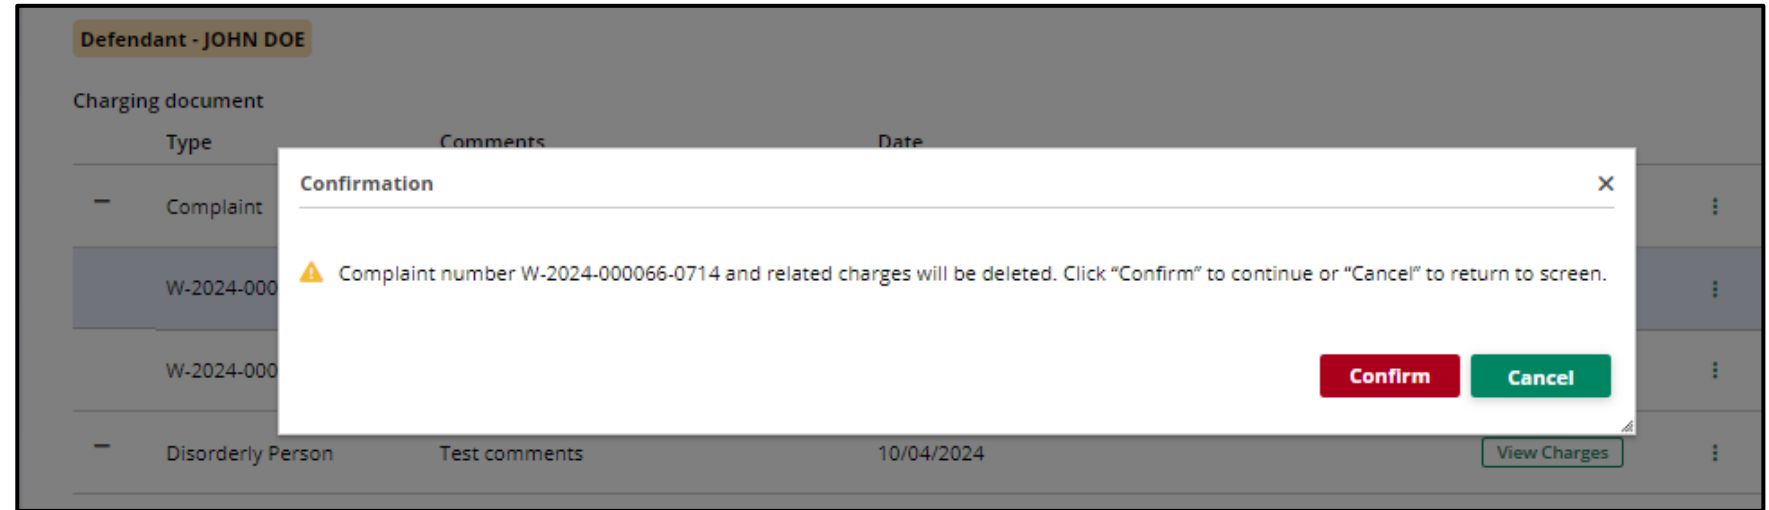 Defendant - JOHN DOE
Charging document
Type Comments Date
Confirmation
Complaint
Complaint number W-2024-000066-0714 and related charges will be deleted. Click “Confirm” to continue or “Cancel” to return to screen.
W-2024-000
W-2024-000
Confirm Cancel
Disorderly Person Test comments 10/04/2024 View Charges